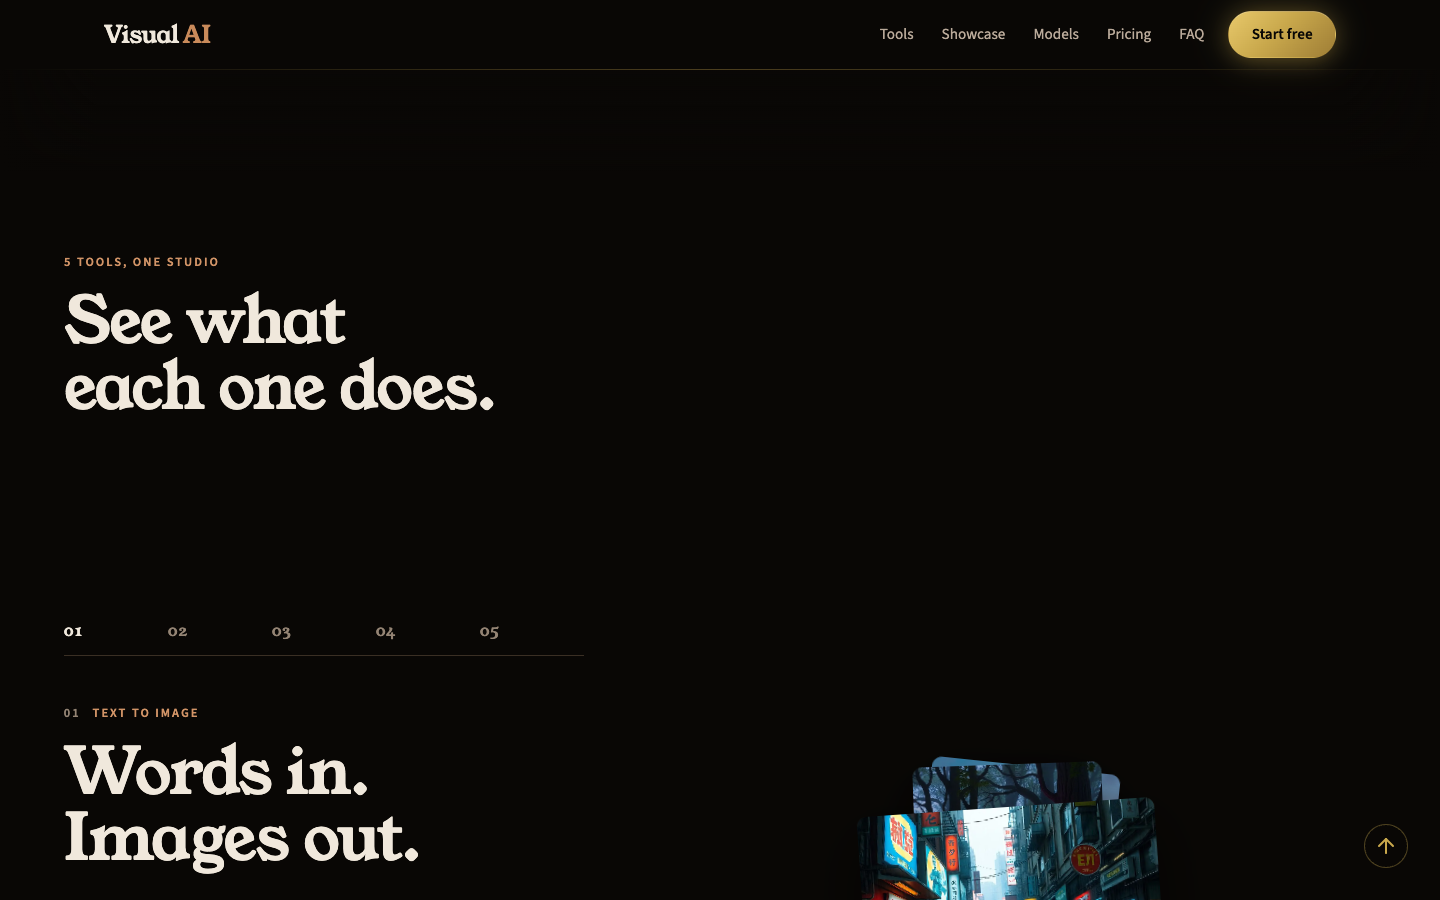 Visual AI
Tools
Showcase
Models
Pricing
FAQ
Start free
5 TOOLS, ONE STUDIO
See what
each one does.
01
02
03
04
05
01 TEXT TO IMAGE
Words in.
Images out.
en